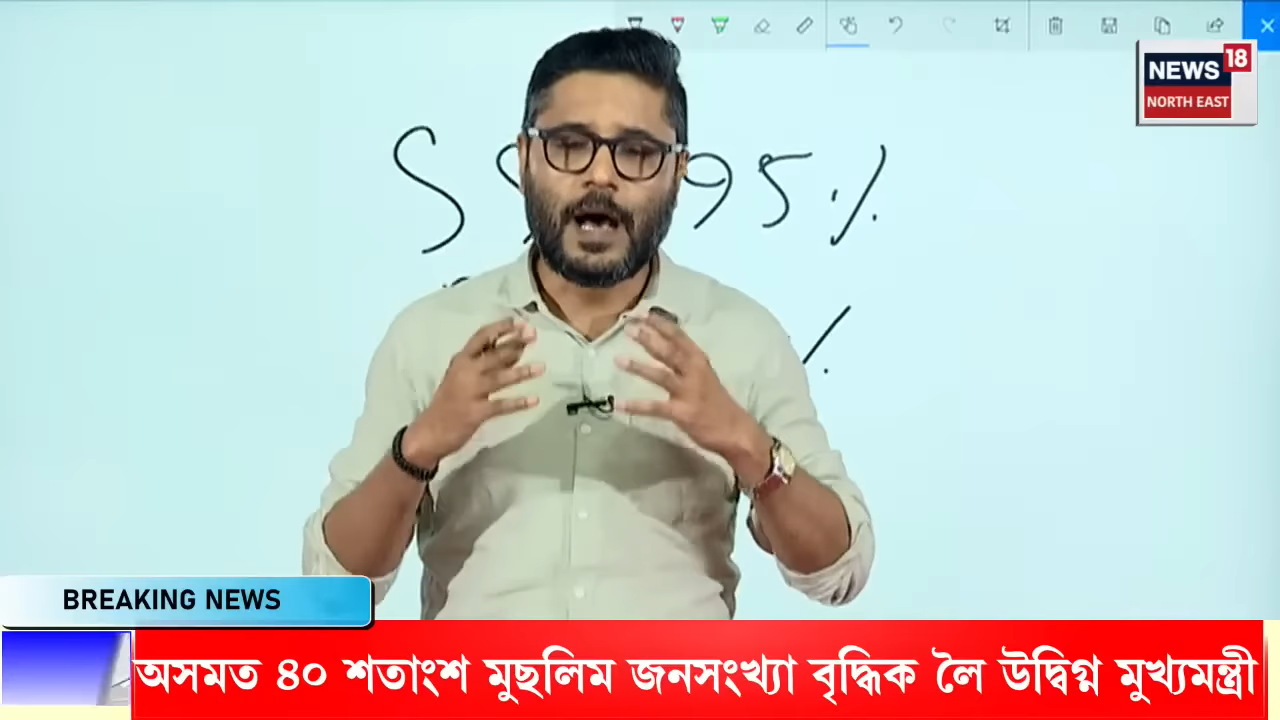 NEWS 18
NORTH EAST
S 95%
%
BREAKING NEWS
অসমত ৪০ শতাংশ মুছলিম জনসংখ্যা বৃদ্ধিক লৈ উদ্বিগ্ন মুখ্যমন্ত্ৰী